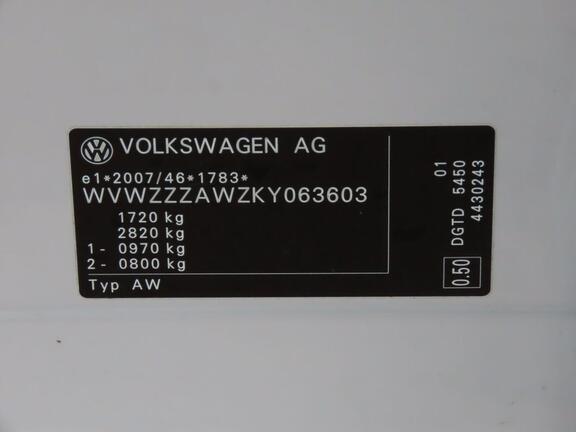 VOLKSWAGEN AG
e1*2007/46*1783*
WVWZZZAWZKY063603
1720 kg
2820 kg
1- 0970 kg
2- 0800 kg
Typ AW
01
DGTD 5450
4430243
0.50